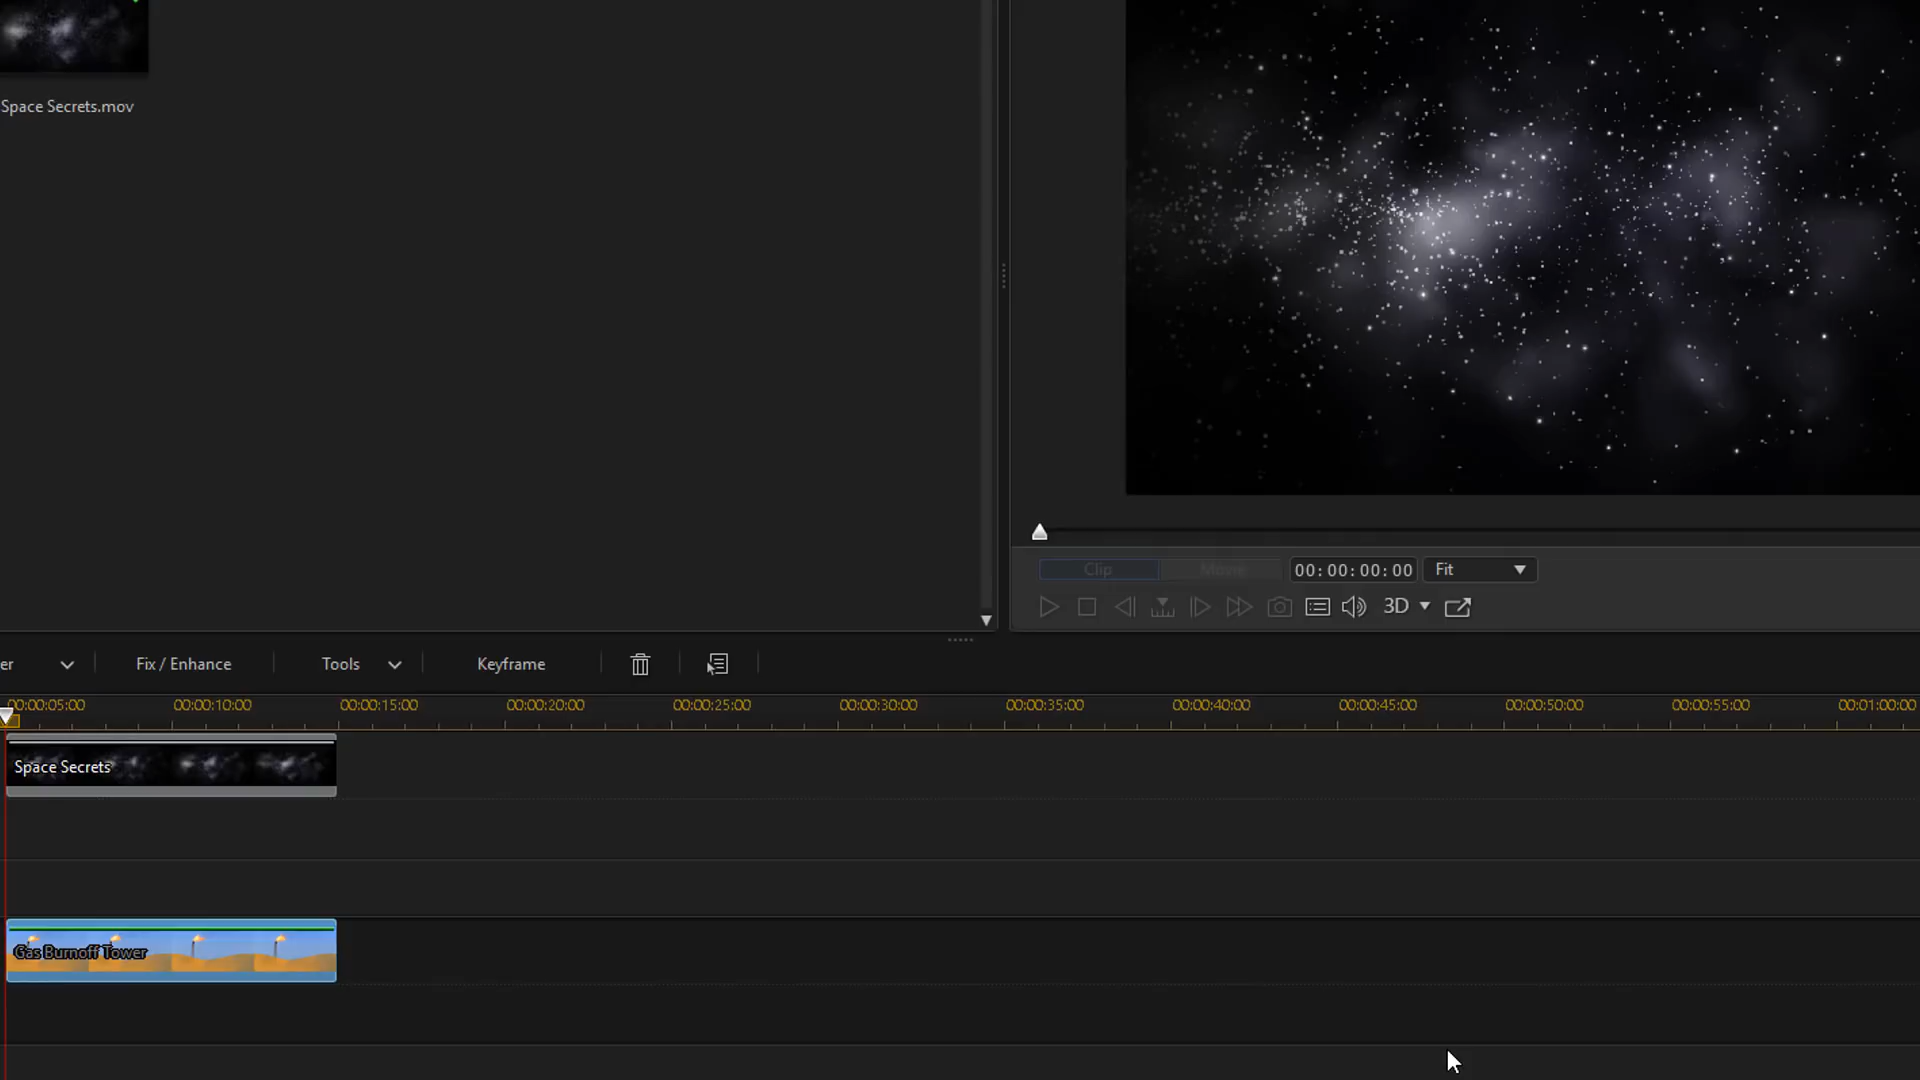 Space Secrets.mov
Clip
Movie
00:00:00:00
Fit
3D
er
Fix / Enhance
Tools
Keyframe
00:00:05:00
00:00:10:00
00:00:15:00
00:00:20:00
00:00:25:00
00:00:30:00
00:00:35:00
00:00:40:00
00:00:45:00
00:00:50:00
00:00:55:00
00:01:00:00
Space Secrets
Gas Burnoff Tower